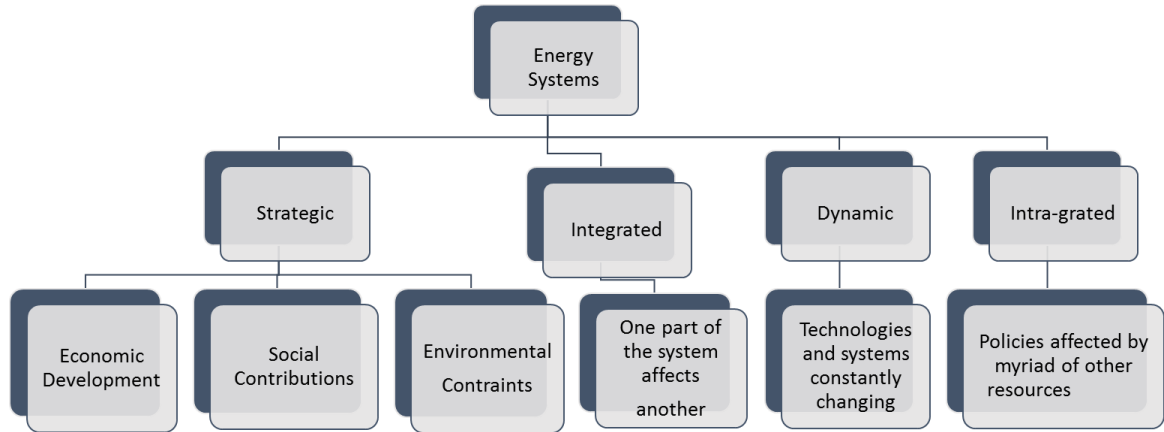 Energy
Systems
Strategic
Integrated
Dynamic
Intra-grated
Economic
Development
Social
Contributions
Environmental
Contraints
One part of
the system
affects
another
Technologies
and systems
constantly
changing
Policies affected by
myriad of other
resources